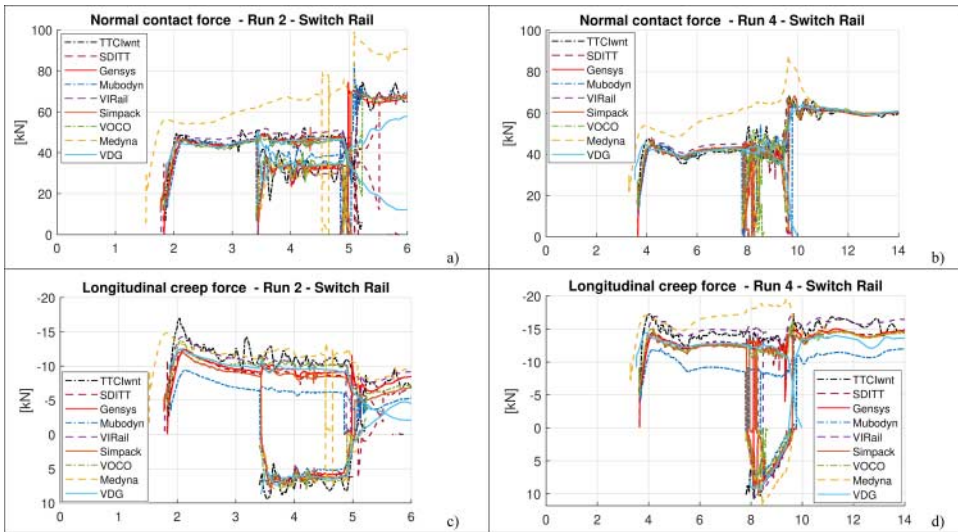 Normal contact force - Run 2 - Switch Rail
100
80
60
40
20
0
[kN]
TTCIwnt
SDITT
Gensys
Mubodyn
VIRail
Simpack
VOCO
Medyna
VDG
0 1 2 3 4 5 6
a)
Normal contact force - Run 4 - Switch Rail
100
80
60
40
20
0
[kN]
TTCIwnt
SDITT
Gensys
Mubodyn
VIRail
Simpack
VOCO
Medyna
VDG
0 2 4 6 8 10 12 14
b)
Longitudinal creep force - Run 2 - Switch Rail
-20
-15
-10
-5
0
5
10
[kN]
TTCIwnt
SDITT
Gensys
Mubodyn
VIRail
Simpack
VOCO
Medyna
VDG
0 1 2 3 4 5 6
c)
Longitudinal creep force - Run 4 - Switch Rail
-20
-15
-10
-5
0
5
10
[kN]
TTCIwnt
SDITT
Gensys
Mubodyn
VIRail
Simpack
VOCO
Medyna
VDG
0 2 4 6 8 10 12 14
d)